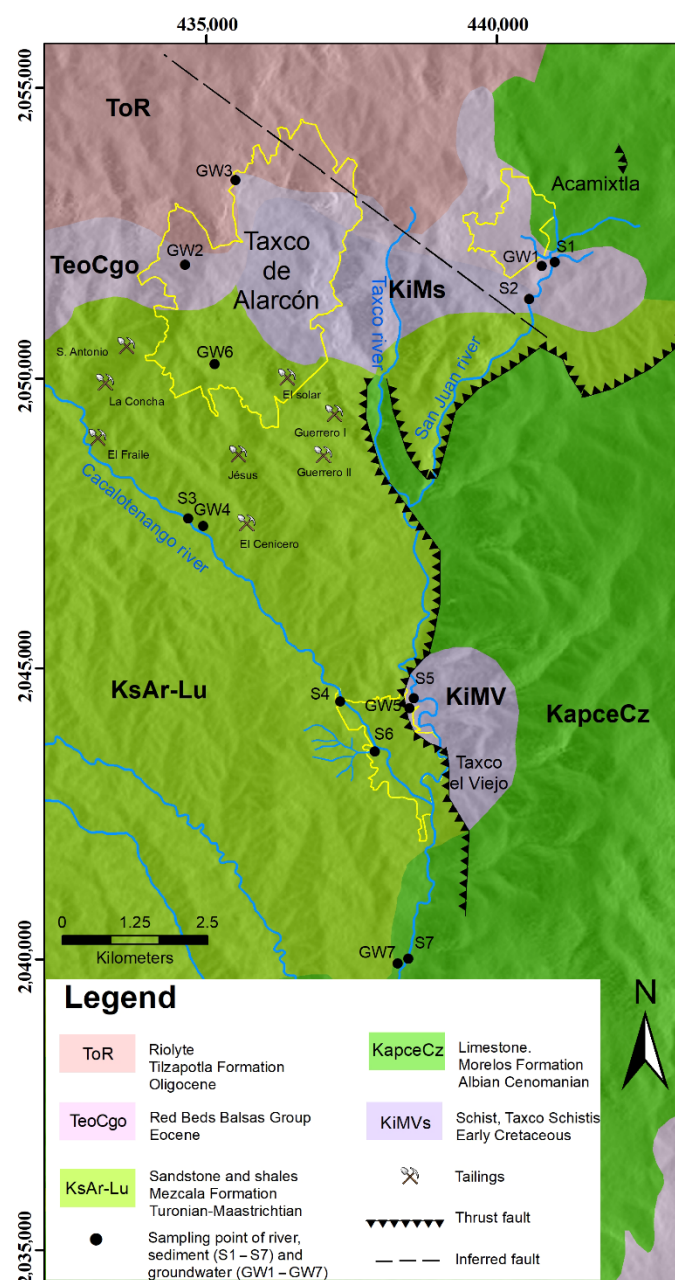 435,000
440,000
2,055,000
2,050,000
2,045,000
2,040,000
2,035,000
ToR
GW3
Acamixtla
Taxco
de
Alarcón
TeoCgo
GW2
KiMs
GW1
S1
S2
Taxco river
San Juan river
S. Antonio
GW6
La Concha
El solar
Guerrero I
El Fraile
Jésus
Guerrero II
Cacalotenango river
S3
GW4
El Cenicero
KsAr-Lu
S4
S5
GW5
KiMV
KapceCz
S6
Taxco
el Viejo
0 1.25 2.5
Kilometers
GW7
S7
Legend
N
ToR
Riolyte
Tilzapotla Formation
Oligocene
KapceCz
Limestone.
Morelos Formation
Albian Cenomanian
TeoCgo
Red Beds Balsas Group
Eocene
KiMVs
Schist, Taxco Schistis
Early Cretaceous
KsAr-Lu
Sandstone and shales
Mezcala Formation
Turonian-Maastrichtian
Tailings
Thrust fault
Sampling point of river,
sediment (S1 – S7) and
groundwater (GW1 – GW7)
Inferred fault